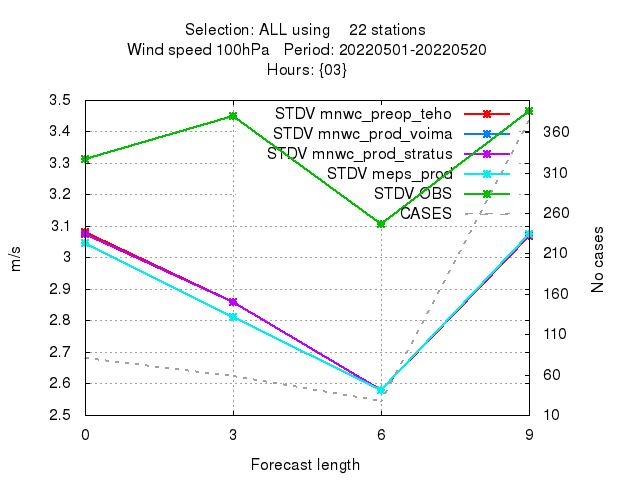 Selection: ALL using 22 stations
Wind speed 100hPa Period: 20220501-20220520
Hours: {03}
STDV mnwc_preop_teho
STDV mnwc_prod_voima
STDV mnwc_prod_stratus
STDV meps_prod
STDV OBS
CASES
3.5
3.4
3.3
3.2
3.1
3
2.9
2.8
2.7
2.6
2.5
m/s
360
310
260
210
160
110
60
10
No cases
0 3 6 9
Forecast length